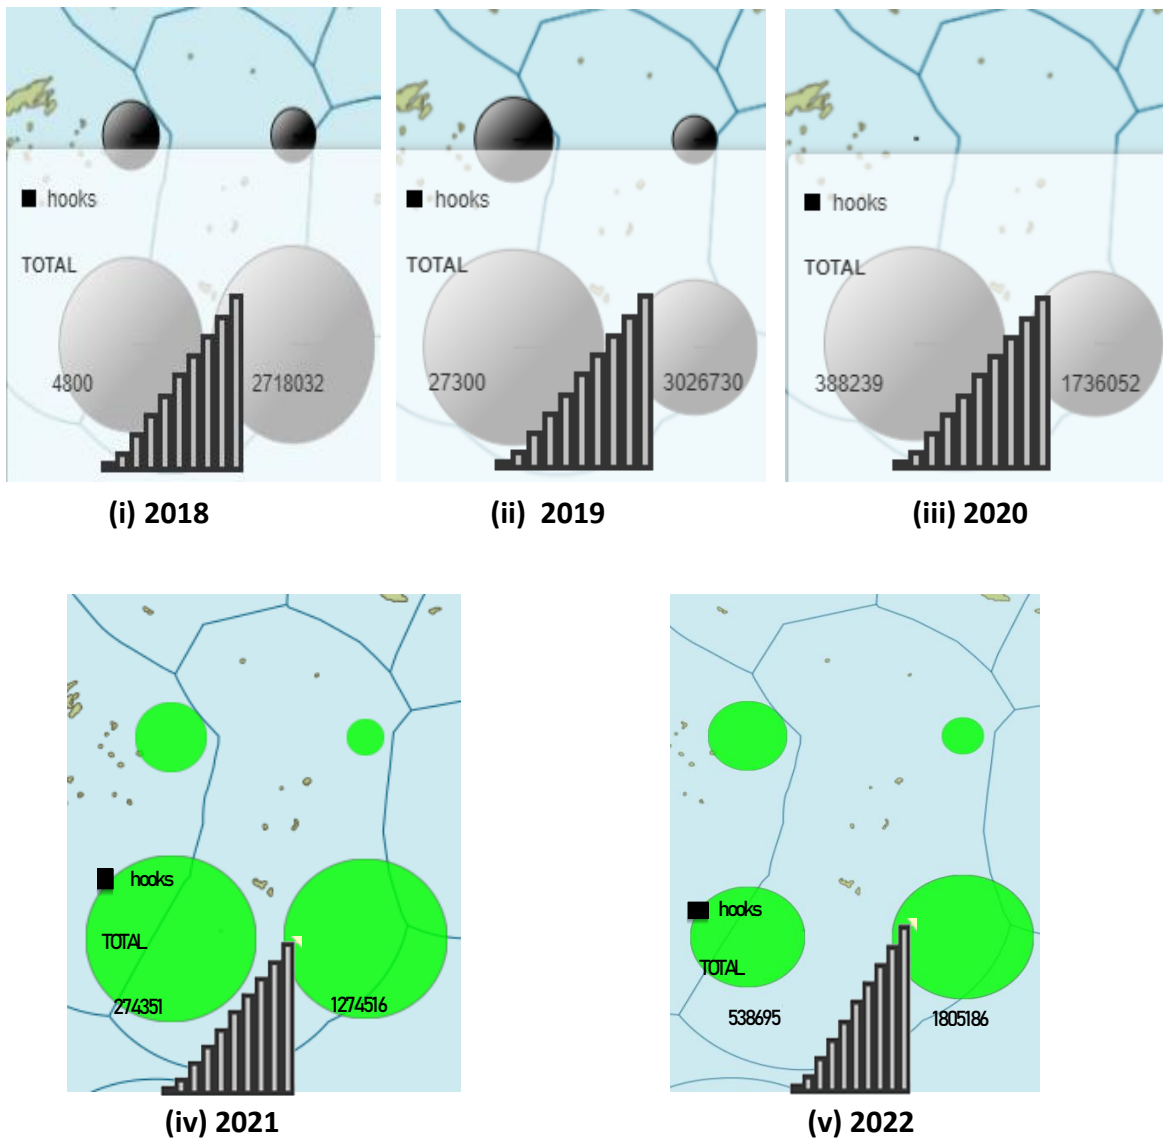 hooks
TOTAL
4800 2718032
(i) 2018
hooks
TOTAL
27300 3026730
(ii) 2019
hooks
TOTAL
388239 1736052
(iii) 2020
hooks
TOTAL
274351 1274516
(iv) 2021
hooks
TOTAL
538695 1805186
(v) 2022